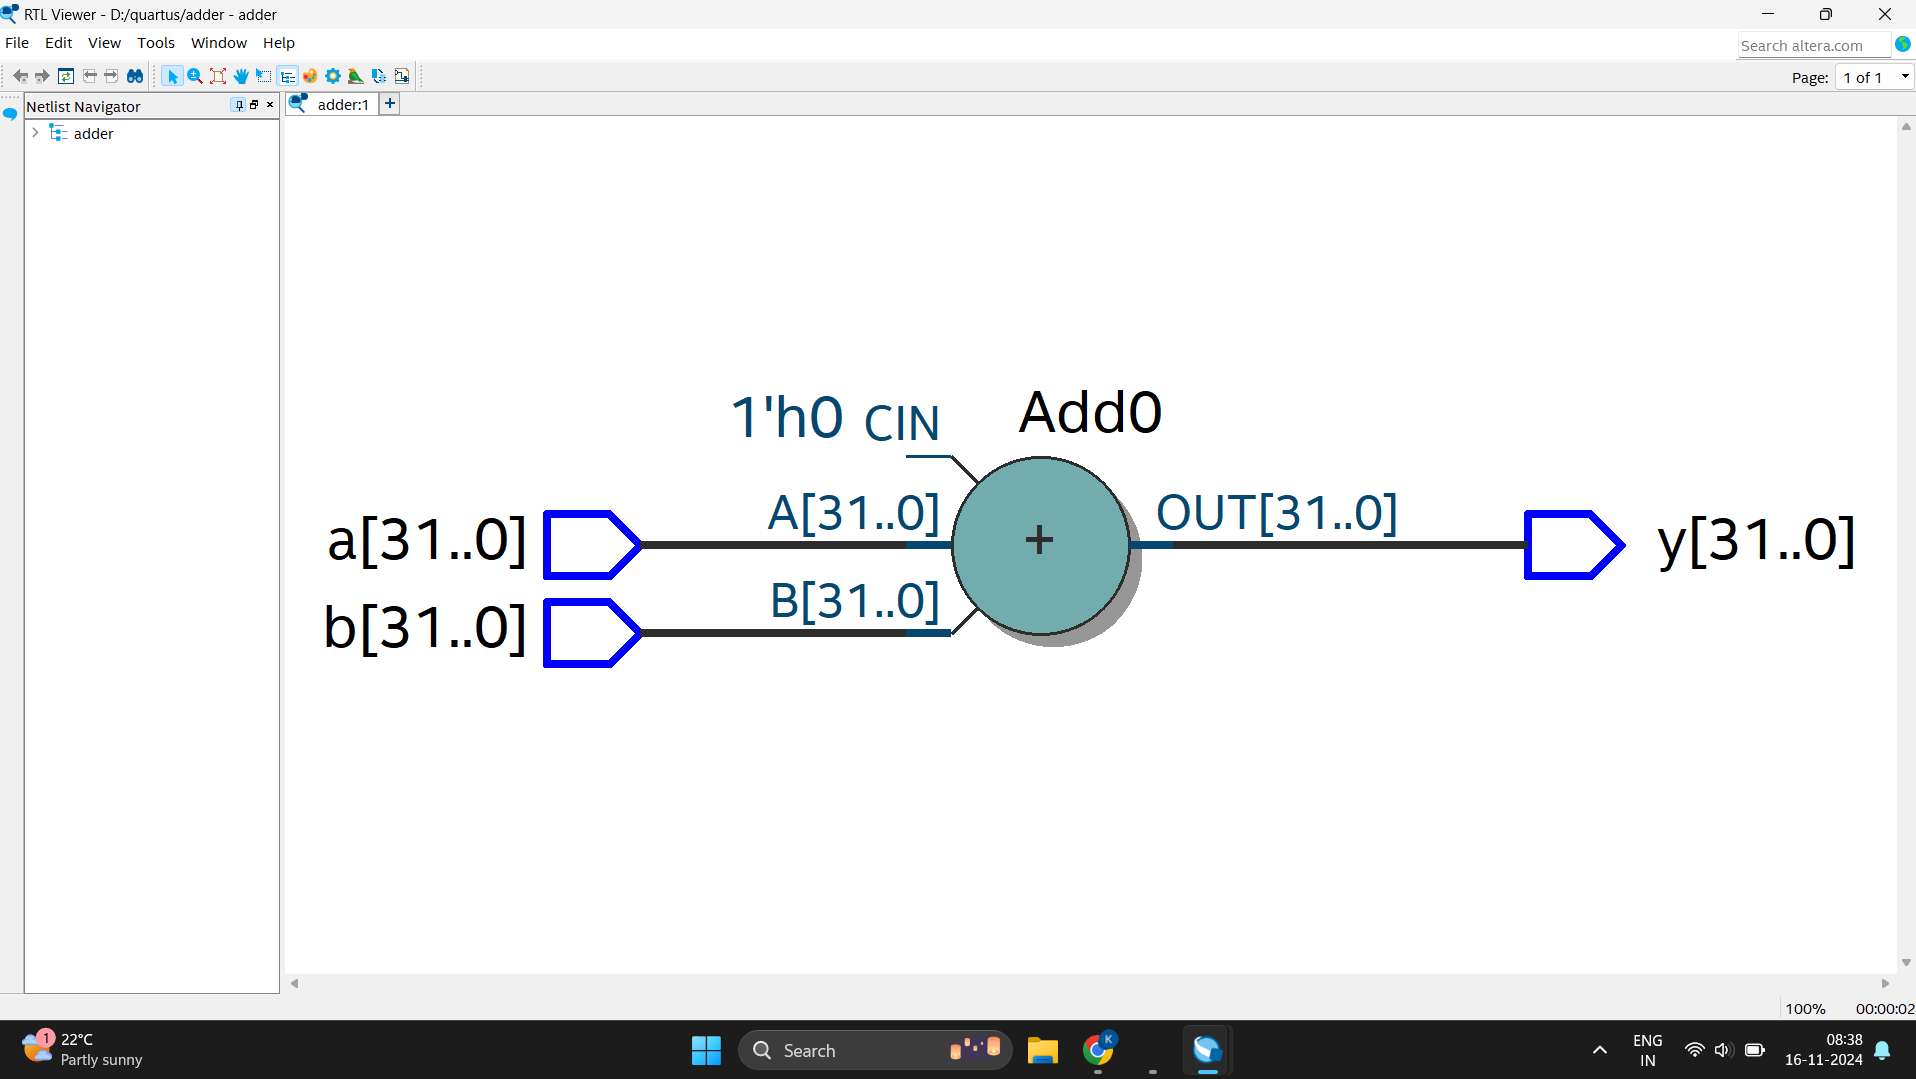 RTL Viewer - D:/quartus/adder - adder
File Edit View Tools Window Help
Search altera.com
Page: 1 of 1
Netlist Navigator
adder:1
+
adder
1'h0 CIN
Add0
a[31..0]
A[31..0]
+
OUT[31..0]
y[31..0]
b[31..0]
B[31..0]
100% 00:00:02
1
22°C
Partly sunny
Search
K
ENG
IN
08:38
16-11-2024